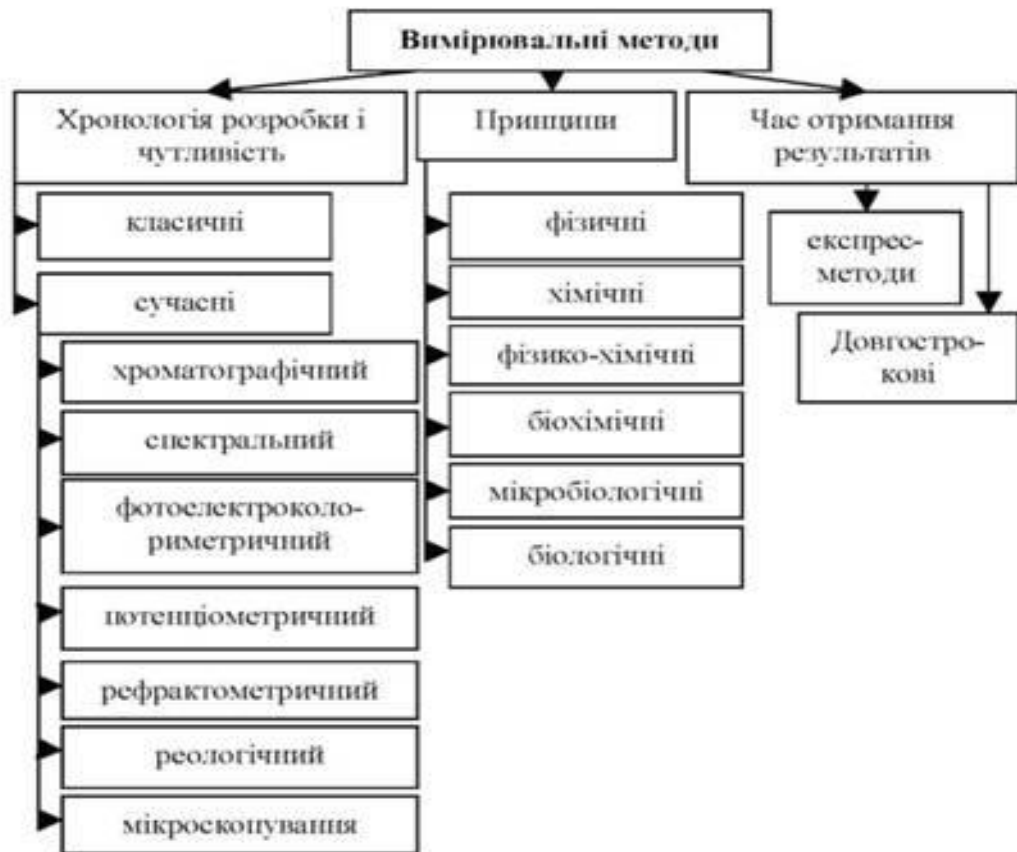 Вимірювальні методи
Хронологія розробки і
чутливість
класичні
сучасні
хроматографічний
спектральний
фотоелектроколо-
риметричний
потенціометричний
рефрактометричний
реологічний
мікроскопування
Принципи
фізичні
хімічні
фізико-хімічні
біохімічні
мікробіологічні
біологічні
Час отримання
результатів
експрес-
методи
Довгостро-
кові